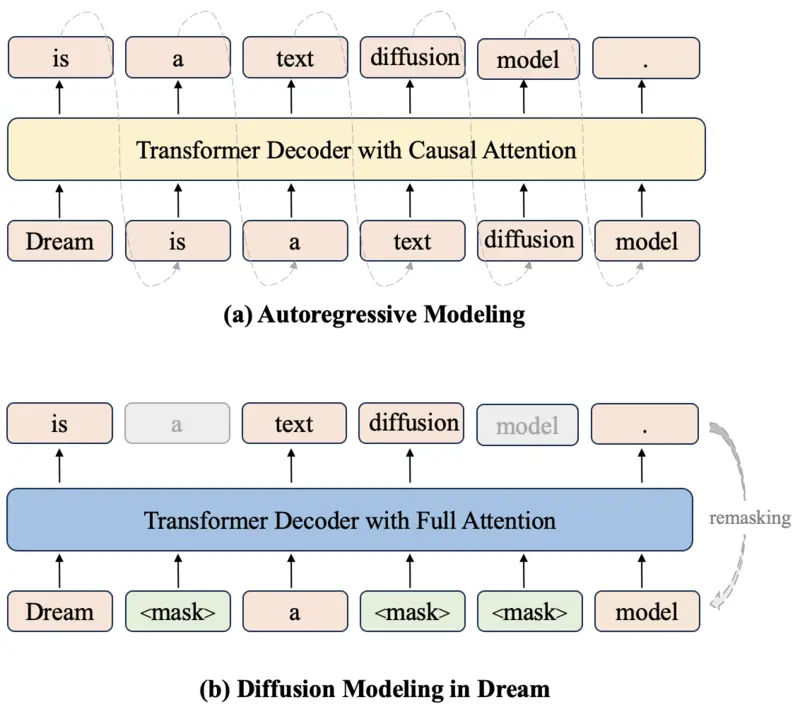 is a text diffusion model .
Transformer Decoder with Causal Attention
Dream is a text diffusion model
(a) Autoregressive Modeling
is a text diffusion model .
Transformer Decoder with Full Attention
remasking
Dream <mask> a <mask> <mask> model
(b) Diffusion Modeling in Dream